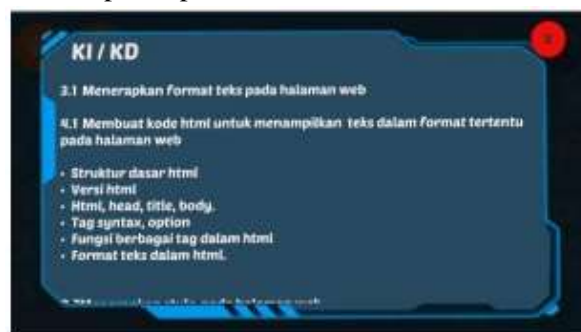 KI / KD
3.1 Menerapkan format teks pada halaman web
4.1 Membuat kode html untuk menampilkan teks dalam format tertentu
pada halaman web
• Struktur dasar html
• Versi html
• Html, head, title, body.
• Tag syntax, option
• Fungsi berbagai tag dalam html
• Format teks dalam html.